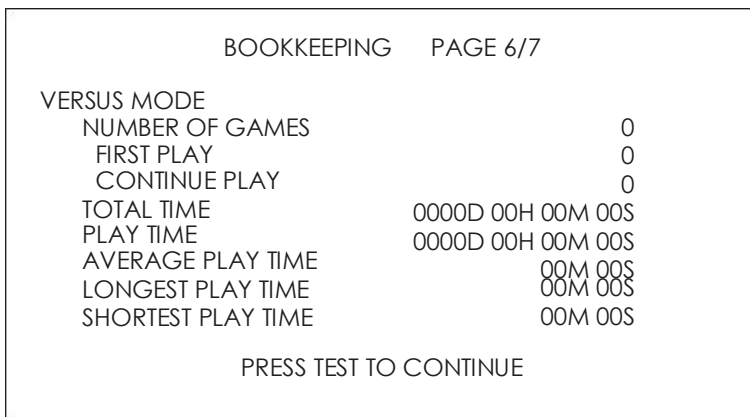 BOOKKEEPING PAGE 6/7
VERSUS MODE
NUMBER OF GAMES 0
FIRST PLAY 0
CONTINUE PLAY 0
TOTAL TIME 0000D 00H 00M 00S
PLAY TIME 0000D 00H 00M 00S
AVERAGE PLAY TIME 00M 00S
LONGEST PLAY TIME 00M 00S
SHORTEST PLAY TIME 00M 00S
PRESS TEST TO CONTINUE